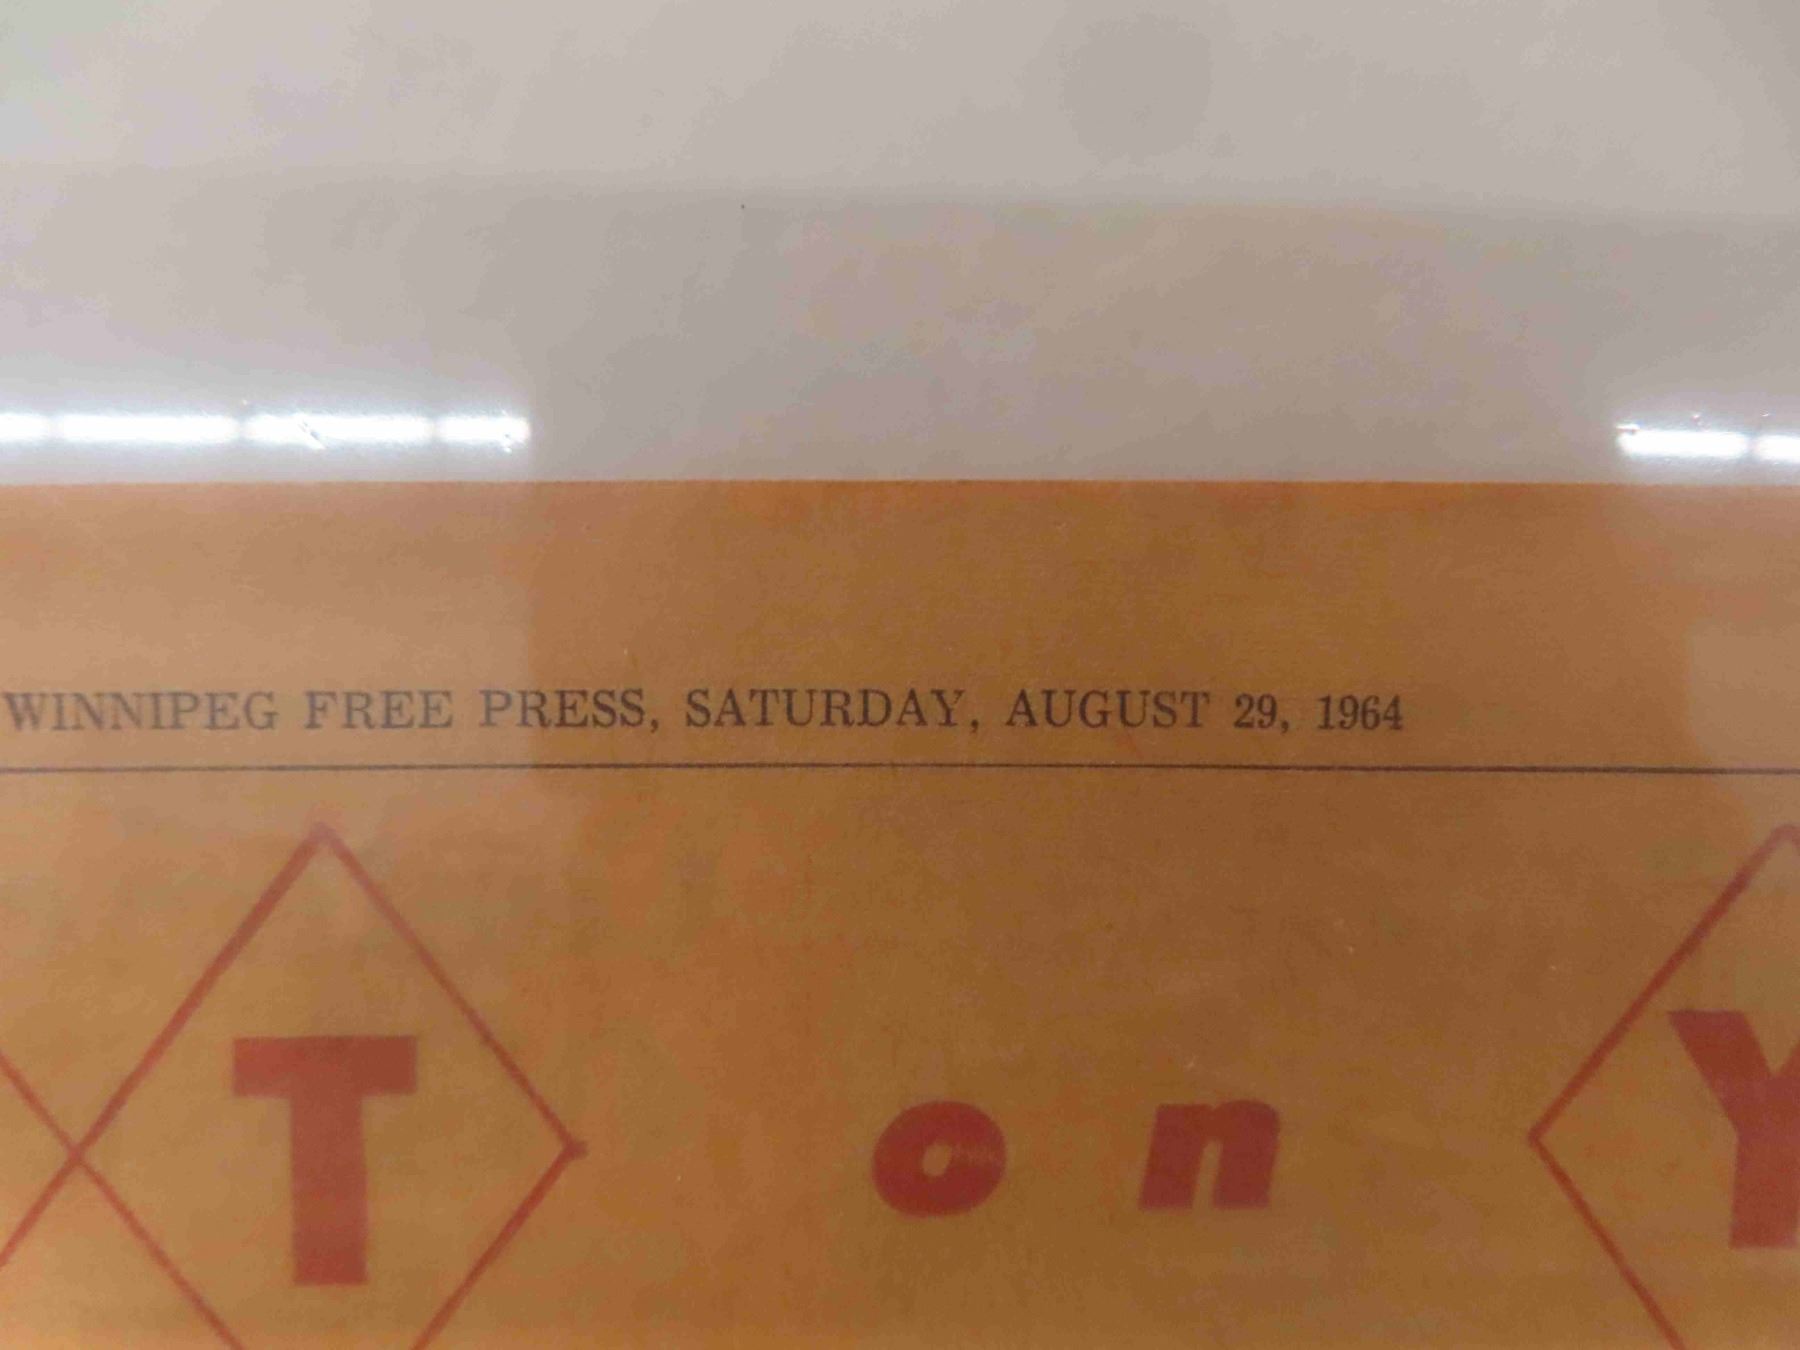 WINNIPEG FREE PRESS, SATURDAY, AUGUST 29, 1964
T on Y